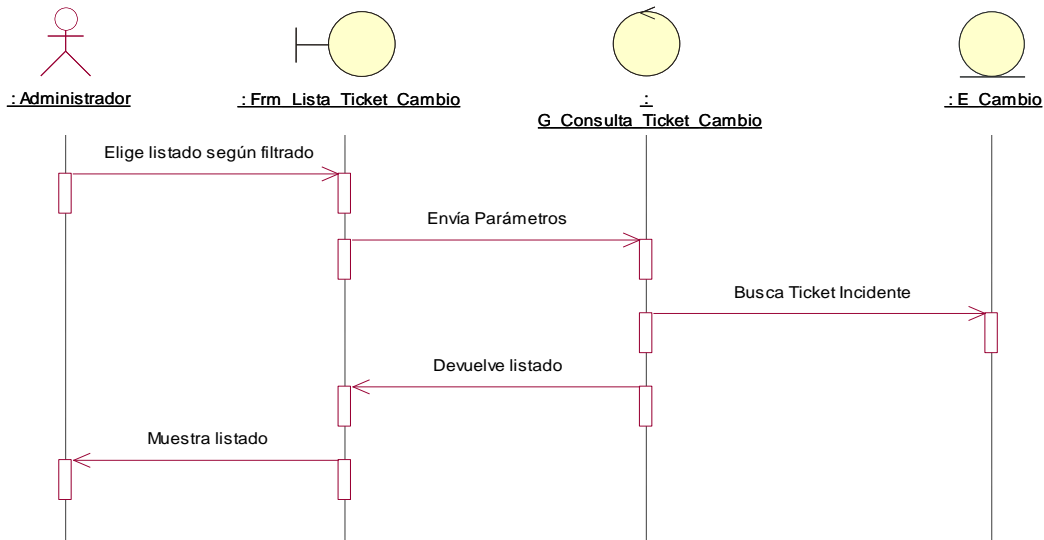 : Administrador
: Frm_Lista_Ticket_Cambio
:
G_Consulta_Ticket_Cambio
: E_Cambio
Elige listado según filtrado
Envía Parámetros
Busca Ticket Incidente
Devuelve listado
Muestra listado